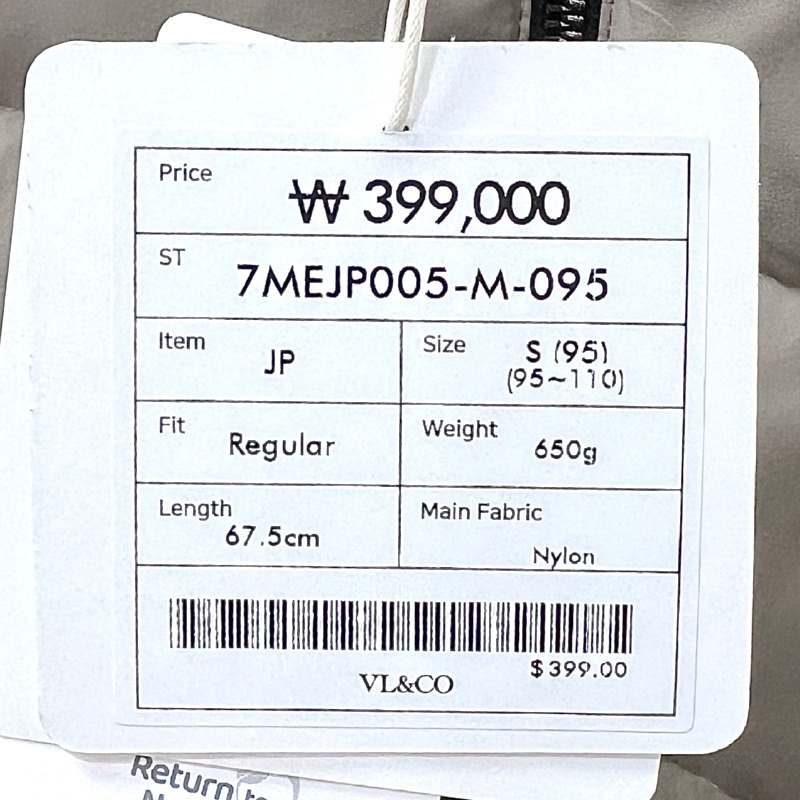 Price
₩ 399,000
ST
7MEJP005-M-095
Item
JP
Size
S (95)
(95~110)
Fit
Regular
Weight
650g
Length
67.5cm
Main Fabric
Nylon
$399.00
VL&CO
Return to